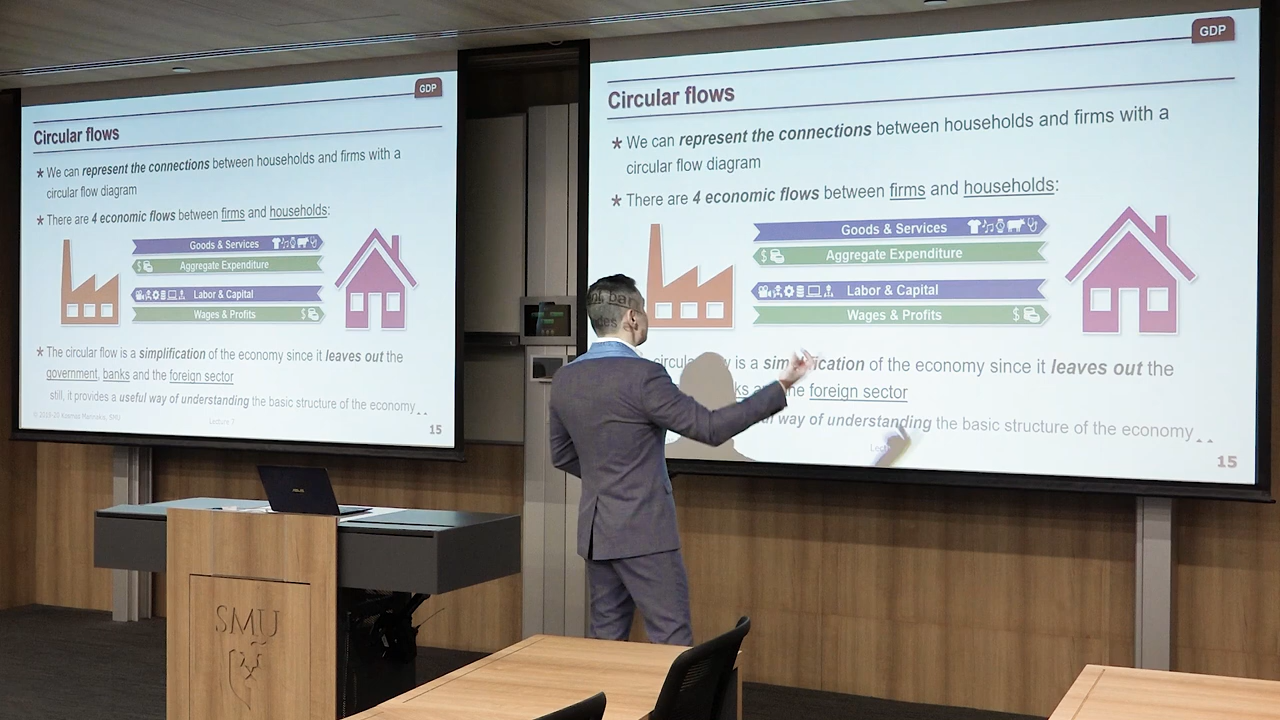 GDP
Circular flows
* We can represent the connections between households and firms with a
circular flow diagram
* There are 4 economic flows between firms and households:
Goods & Services
$ Aggregate Expenditure
Labor & Capital
Wages & Profits $
* The circular flow is a simplification of the economy since it leaves out the
government, banks and the foreign sector
still, it provides a useful way of understanding the basic structure of the economy..
Lecture 7
15
GDP
Circular flows
* We can represent the connections between households and firms with a
circular flow diagram
* There are 4 economic flows between firms and households:
Goods & Services
$ Aggregate Expenditure
Labor & Capital
Wages & Profits $
is a of the economy since it leaves out the
foreign sector
way of understanding the basic structure of the economy..
15
ASUS
SMU